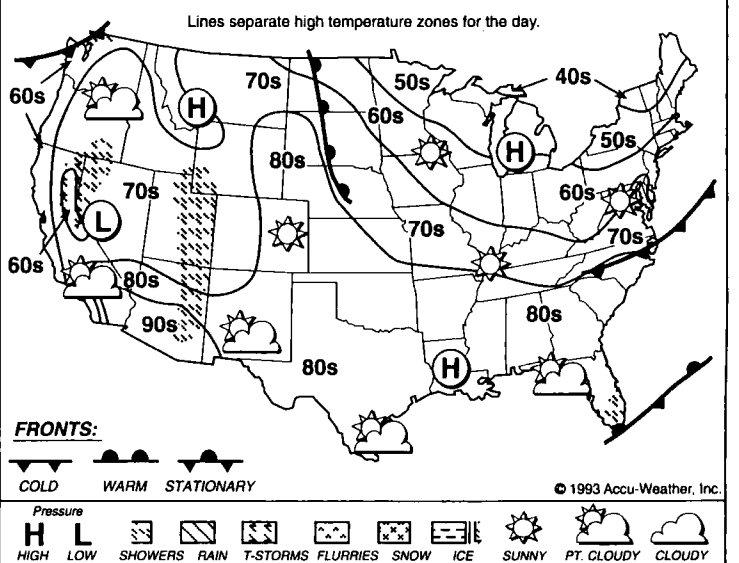 Lines separate high temperature zones for the day.
70s
50s
40s
60s
60s
H
H
50s
80s
70s
60s
L
70s
70s
60s
80s
80s
90s
80s
H
FRONTS:
COLD WARM STATIONARY
© 1993 Accu-Weather, Inc.
Pressure
H L
HIGH LOW SHOWERS RAIN T-STORMS FLURRIES SNOW ICE SUNNY PT. CLOUDY CLOUDY